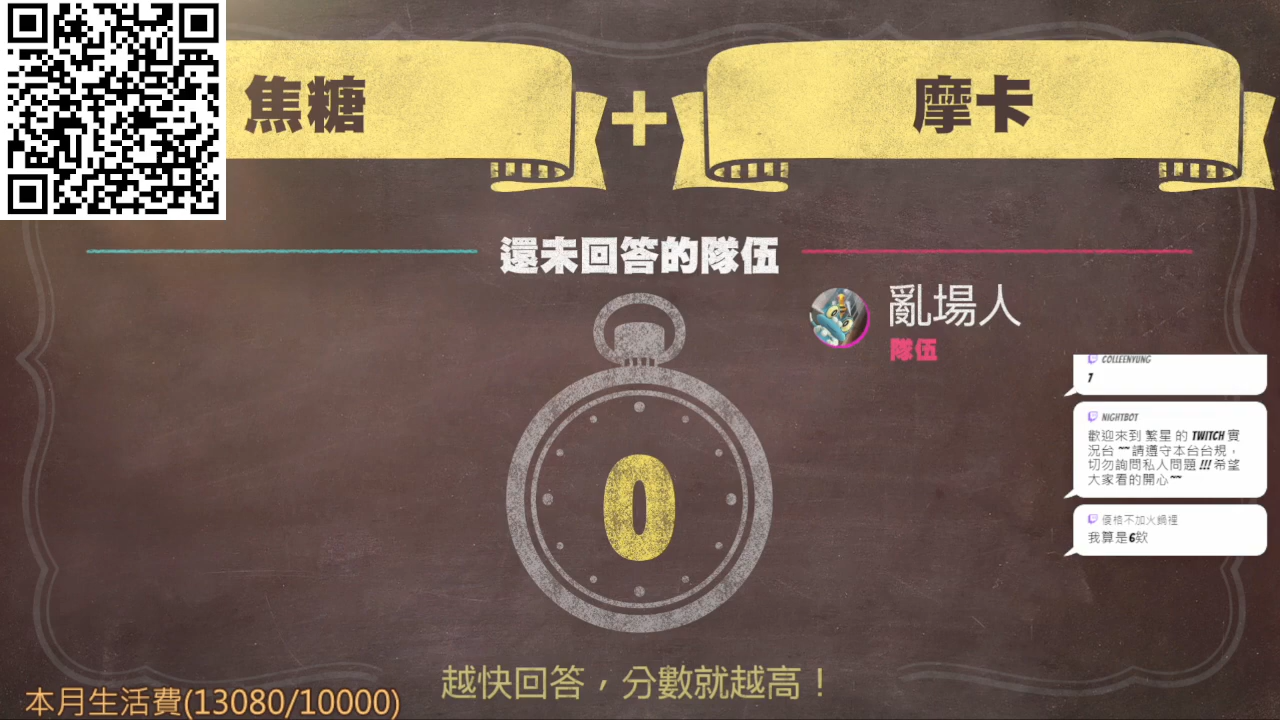 焦糖 + 摩卡
還未回答的隊伍
亂場人
隊伍
0
COLLEENYUNG
7
NIGHTBOT
歡迎來到 繁星 的 TWITCH 實
況台 ~~ 請遵守本台台規，
切勿詢問私人問題 !!! 希望
大家看的開心~~
優格不加火鍋裡
我算是6欸
越快回答，分數就越高！
本月生活費(13080/10000)